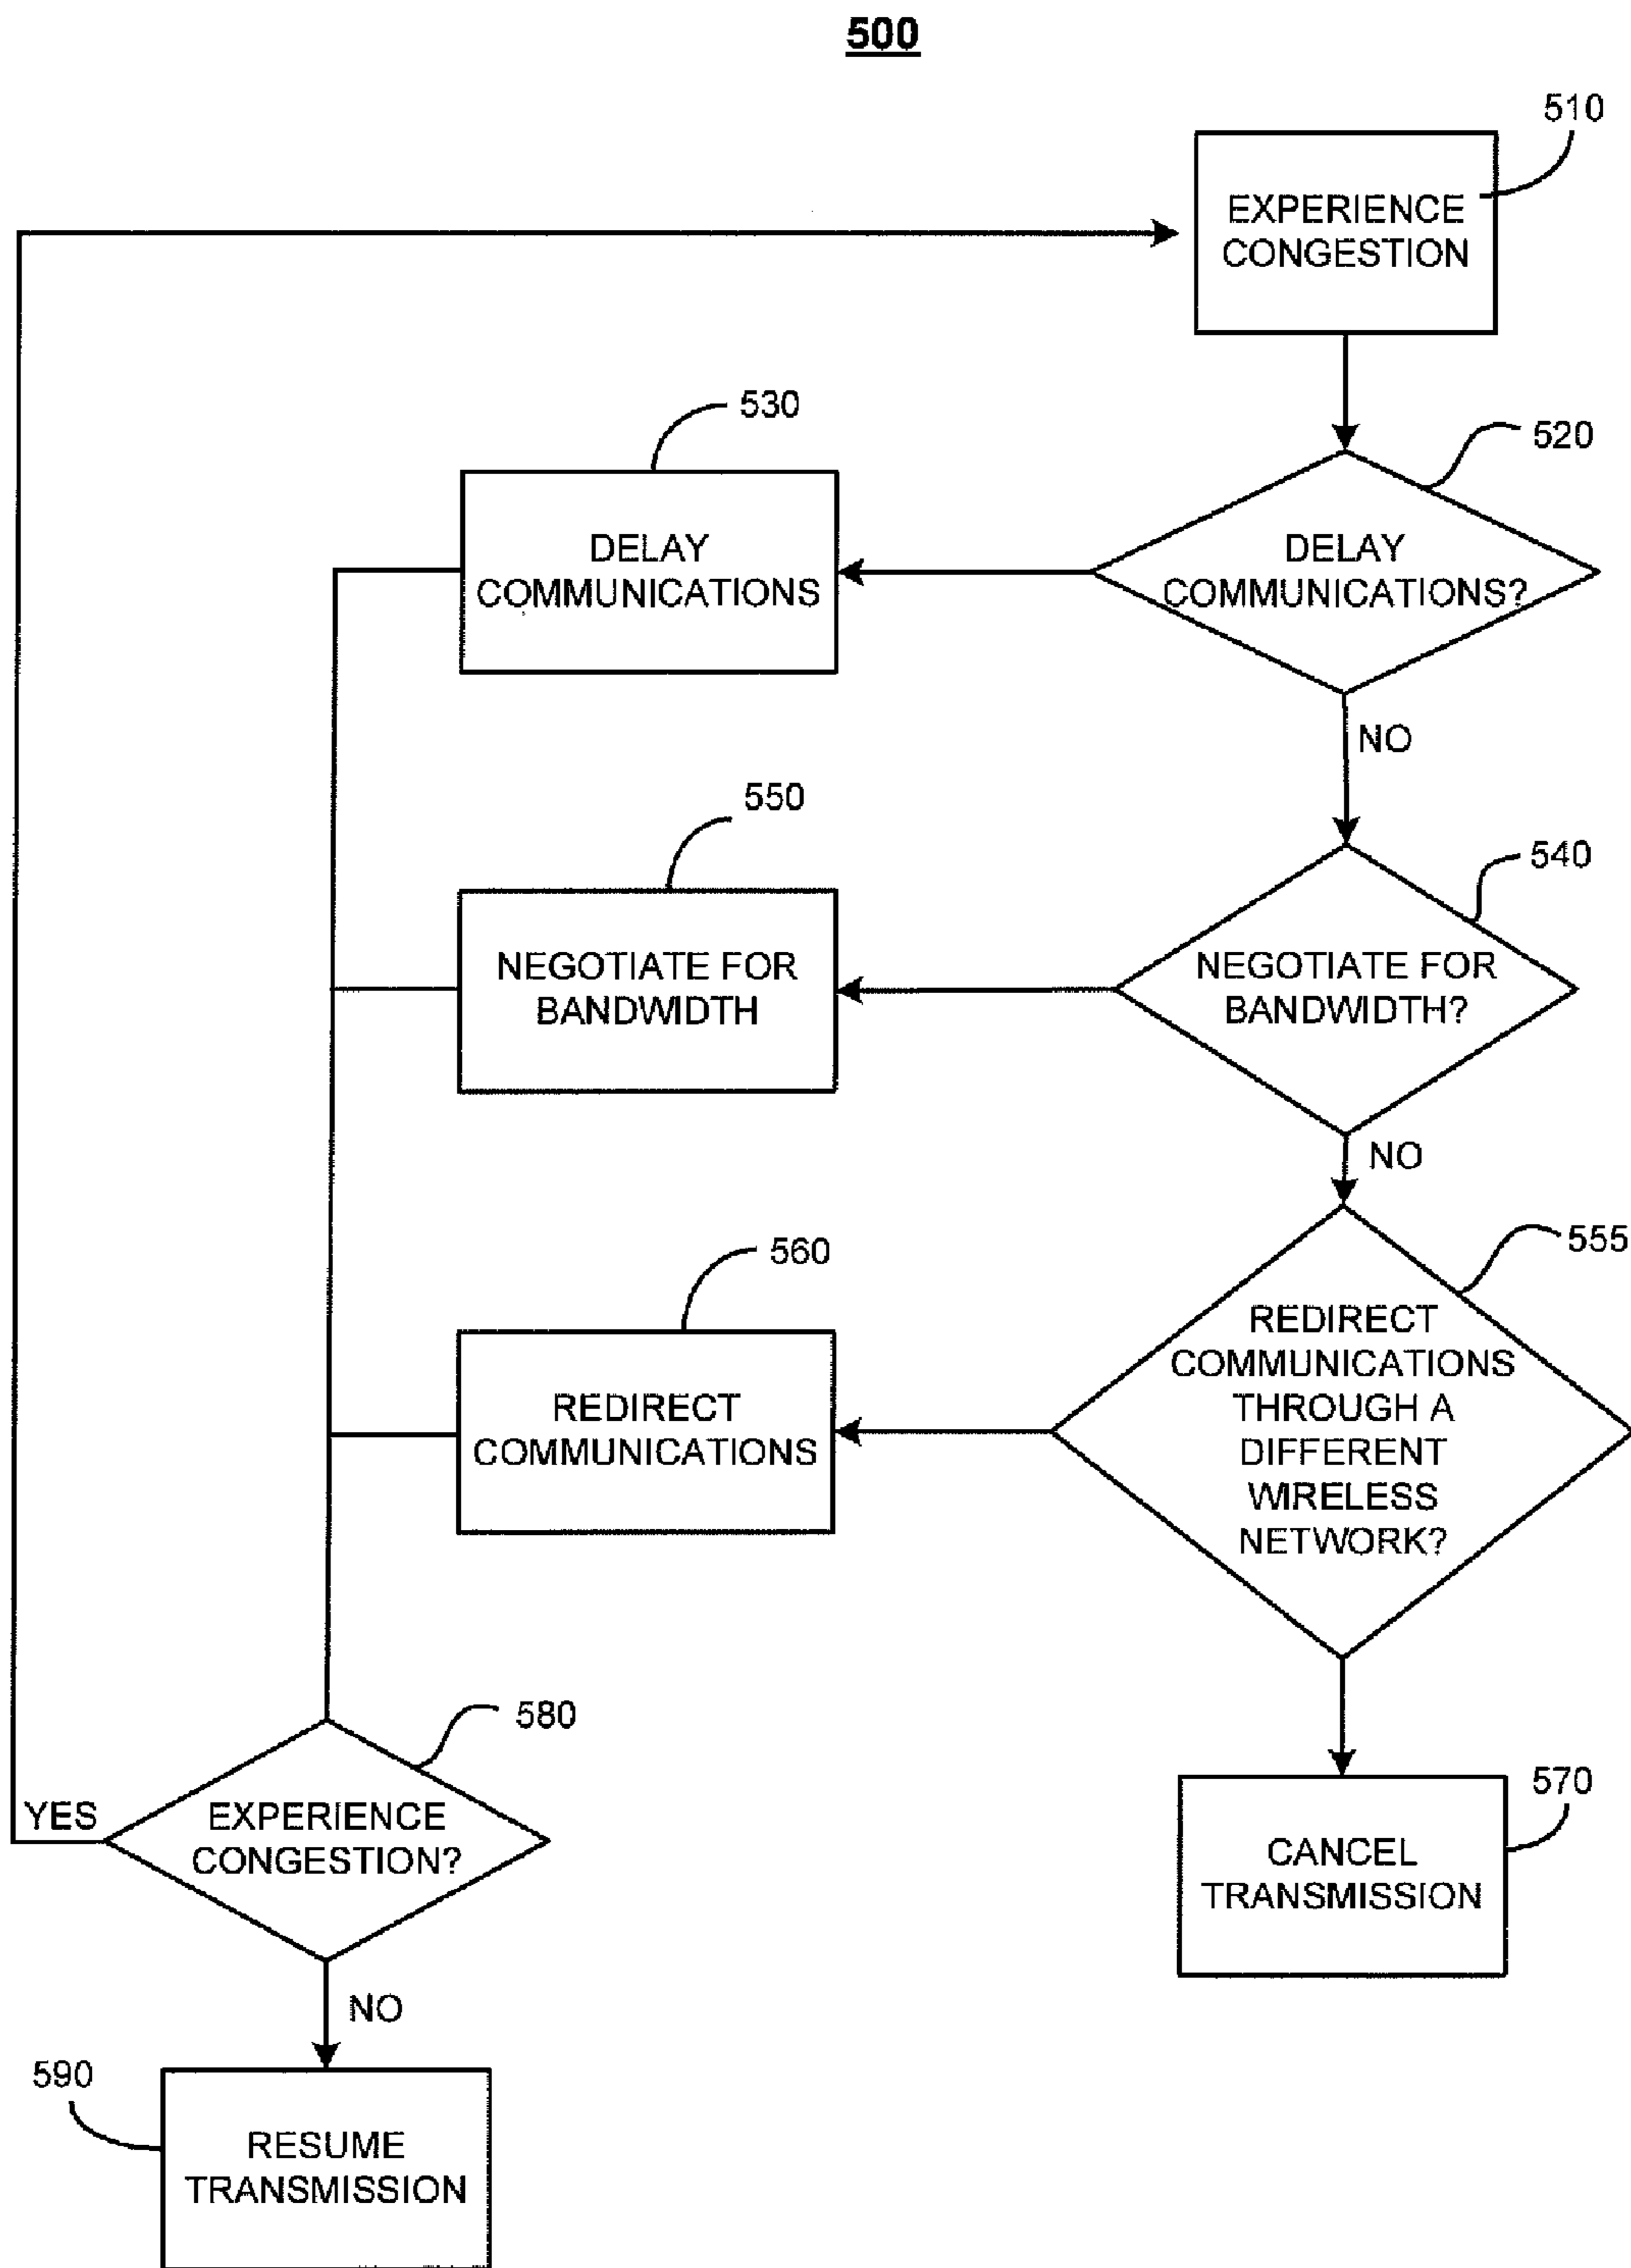 500
510
EXPERIENCE
CONGESTION
530
520
DELAY
COMMUNICATIONS
DELAY
COMMUNICATIONS?
NO
550
540
NEGOTIATE FOR
BANDWIDTH
NEGOTIATE FOR
BANDWIDTH?
NO
560
555
REDIRECT
COMMUNICATIONS
REDIRECT
COMMUNICATIONS
THROUGH A
DIFFERENT
WIRELESS
NETWORK?
580
YES
EXPERIENCE
CONGESTION?
570
CANCEL
TRANSMISSION
NO
590
RESUME
TRANSMISSION